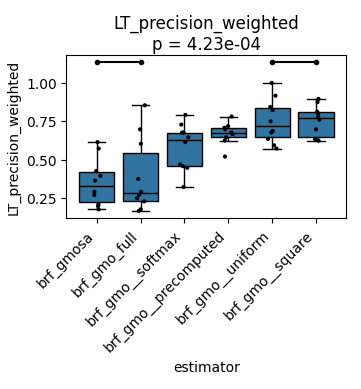 LT_precision_weighted
p = 4.23e-04
LT_precision_weighted
1.00
0.75
0.50
0.25
brf_gmosa
brf_gmo_full
brf_gmo__softmax
brf_gmo__precomputed
brf_gmo__uniform
brf_gmo__square
estimator